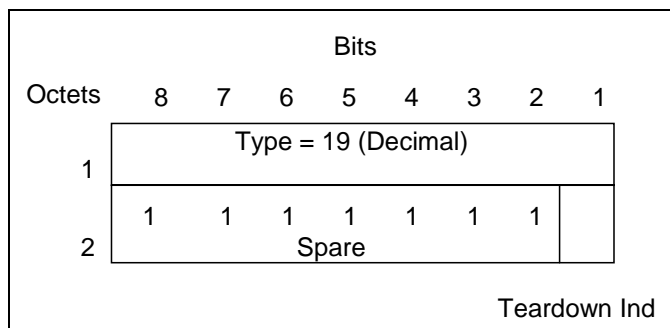 Bits
Octets 8 7 6 5 4 3 2 1
Type = 19 (Decimal)
1
1 1 1 1 1 1 1
2 Spare
Teardown Ind